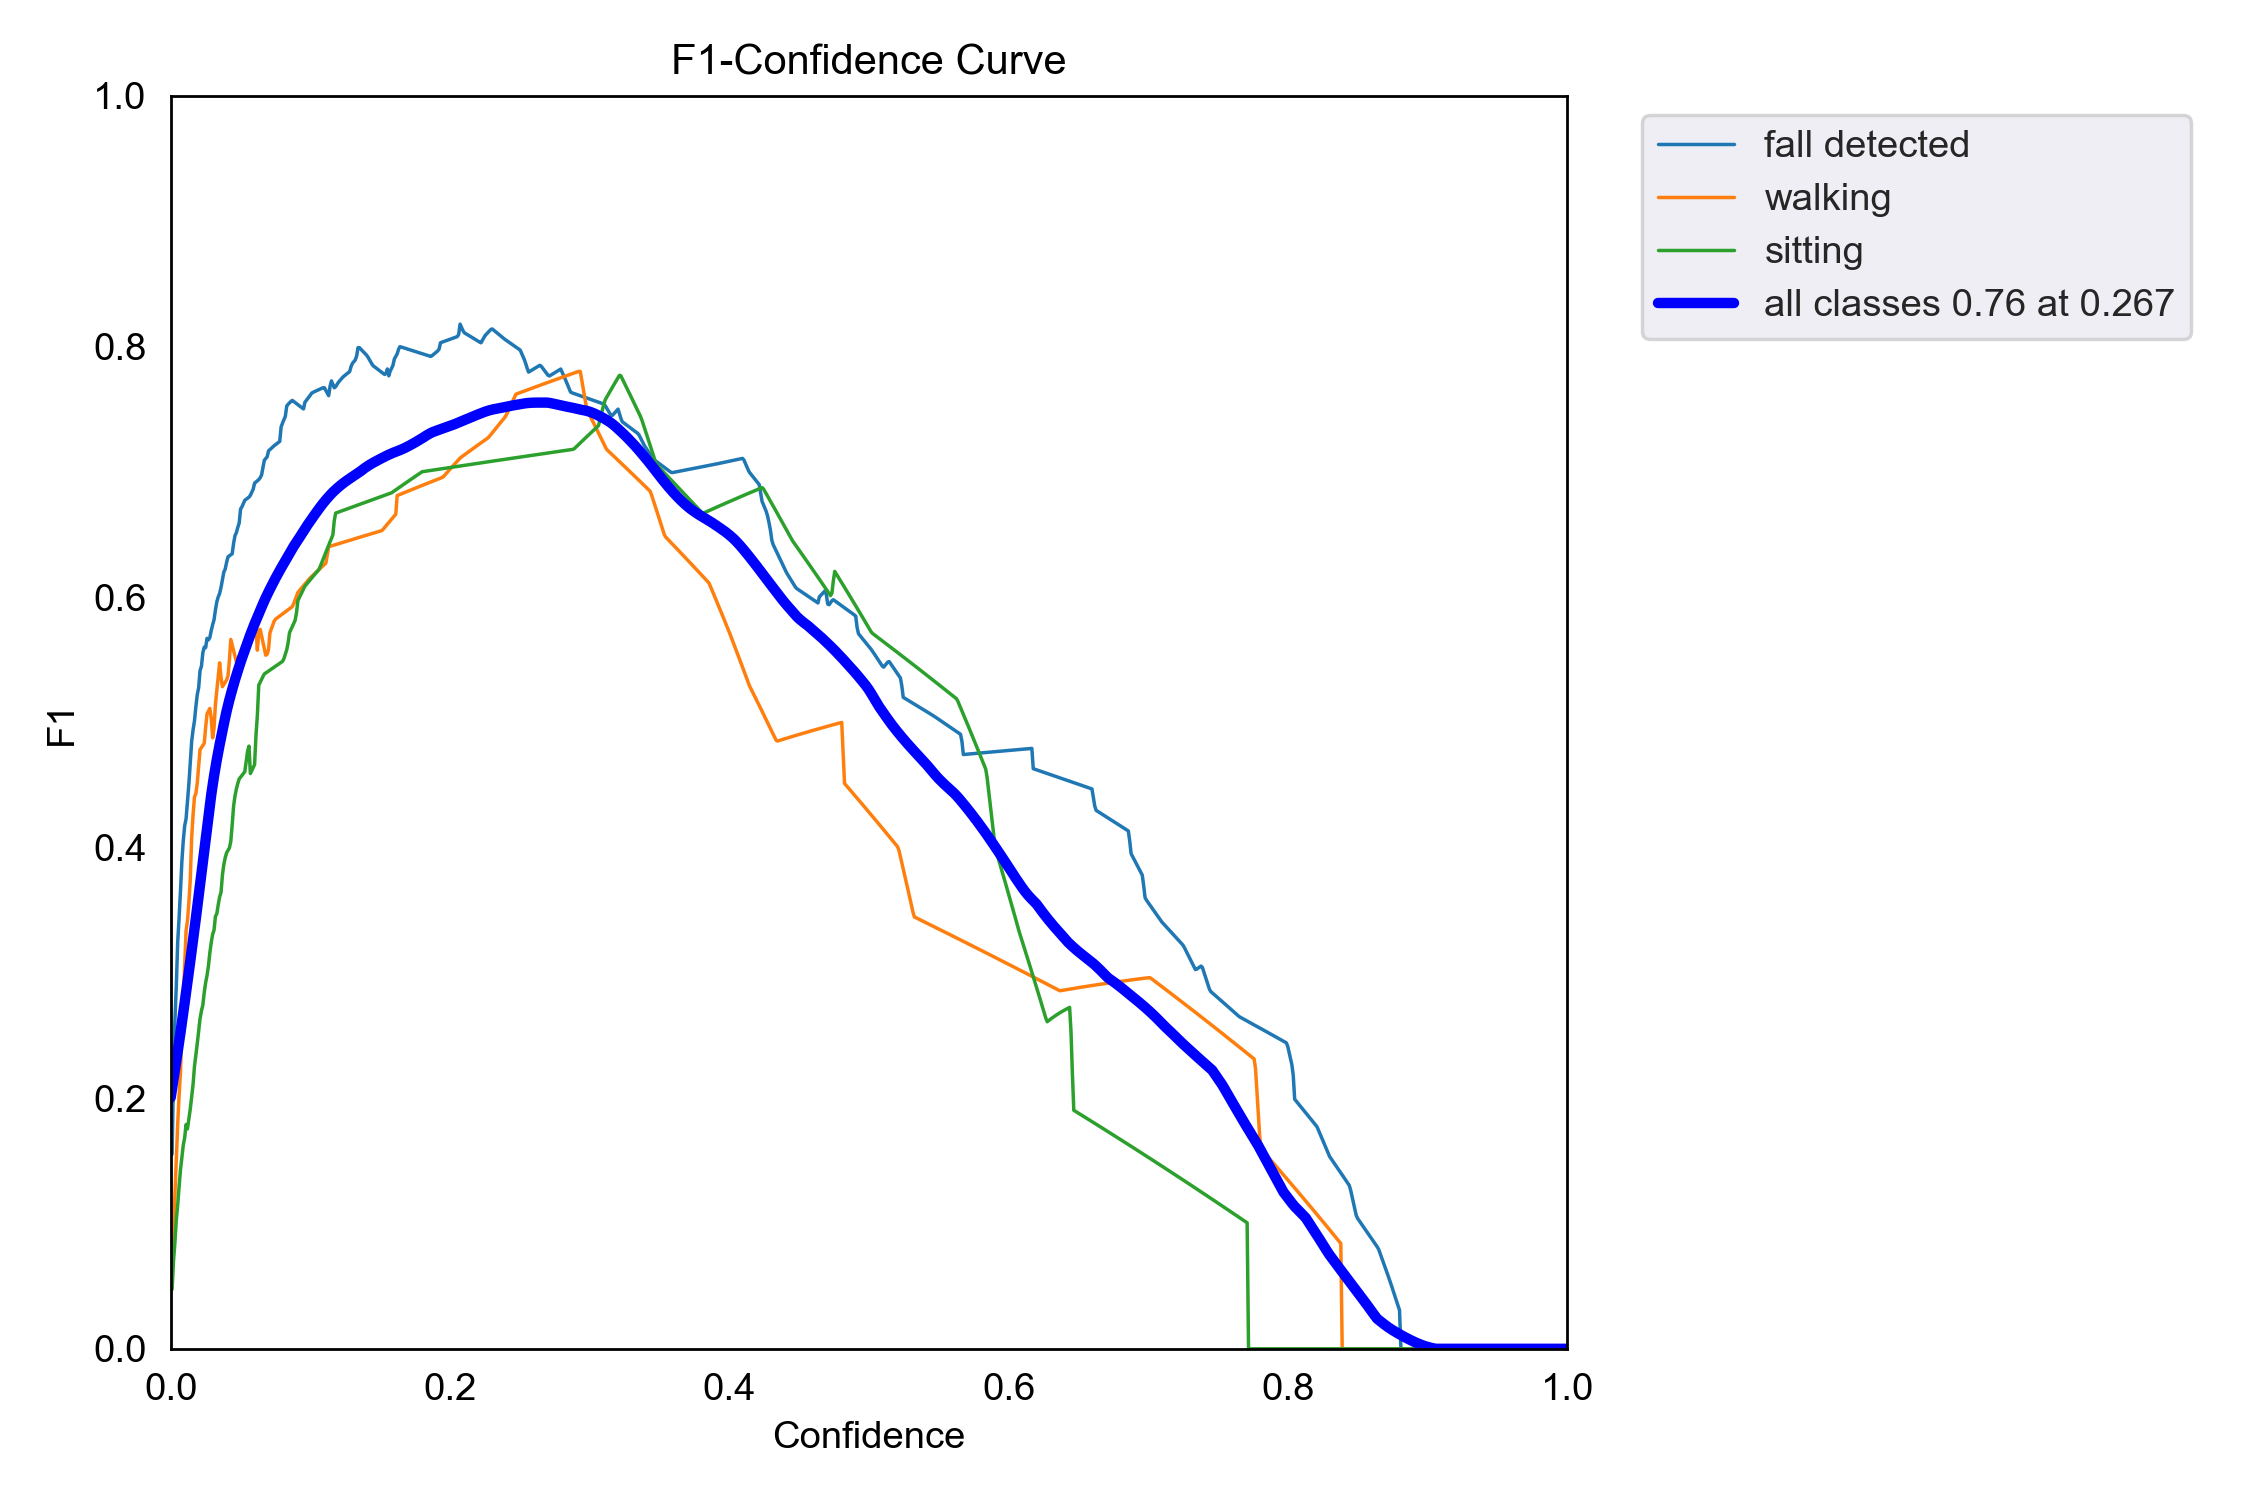 F1-Confidence Curve
1.0
0.8
0.6
0.4
0.2
0.0
F1
0.0 0.2 0.4 0.6 0.8 1.0
Confidence
fall detected
walking
sitting
all classes 0.76 at 0.267